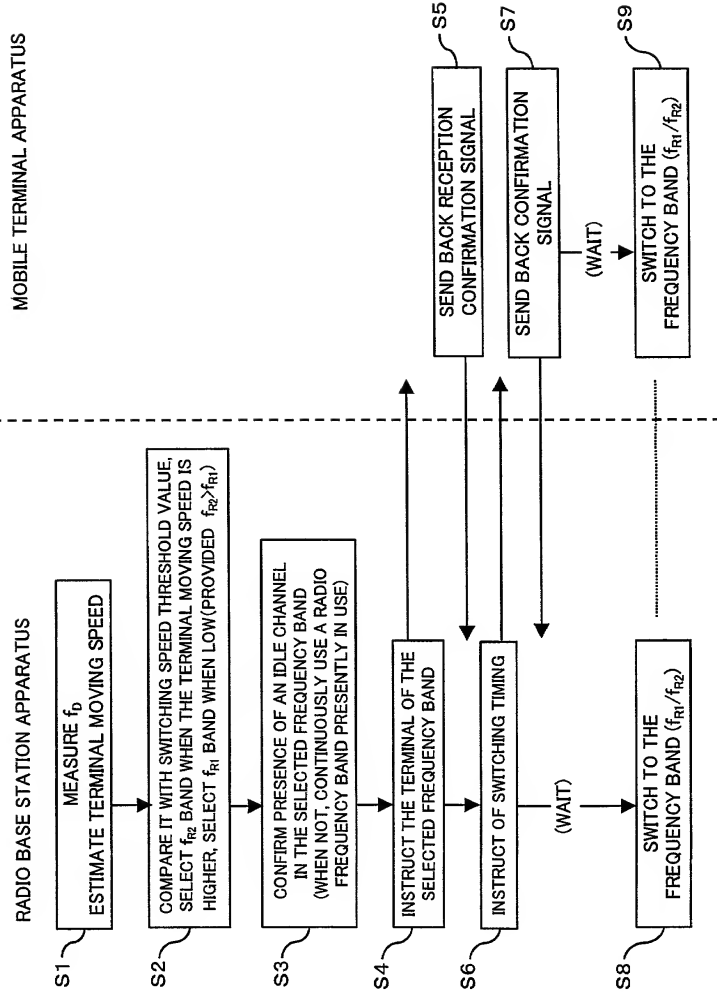 RADIO BASE STATION APPARATUS
MOBILE TERMINAL APPARATUS
S1
MEASURE fD
ESTIMATE TERMINAL MOVING SPEED
S2
COMPARE IT WITH SWITCHING SPEED THRESHOLD VALUE,
SELECT fR2 BAND WHEN THE TERMINAL MOVING SPEED IS
HIGHER, SELECT fR1 BAND WHEN LOW(PROVIDED fR2>fR1)
S3
CONFIRM PRESENCE OF AN IDLE CHANNEL
IN THE SELECTED FREQUENCY BAND
(WHEN NOT, CONTINUOUSLY USE A RADIO
FREQUENCY BAND PRESENTLY IN USE)
S4
INSTRUCT THE TERMINAL OF THE
SELECTED FREQUENCY BAND
S5
SEND BACK RECEPTION
CONFIRMATION SIGNAL
S6
INSTRUCT OF SWITCHING TIMING
S7
SEND BACK CONFIRMATION
SIGNAL
(WAIT)
(WAIT)
S8
SWITCH TO THE
FREQUENCY BAND (fR1/fR2)
S9
SWITCH TO THE
FREQUENCY BAND (fR1/fR2)